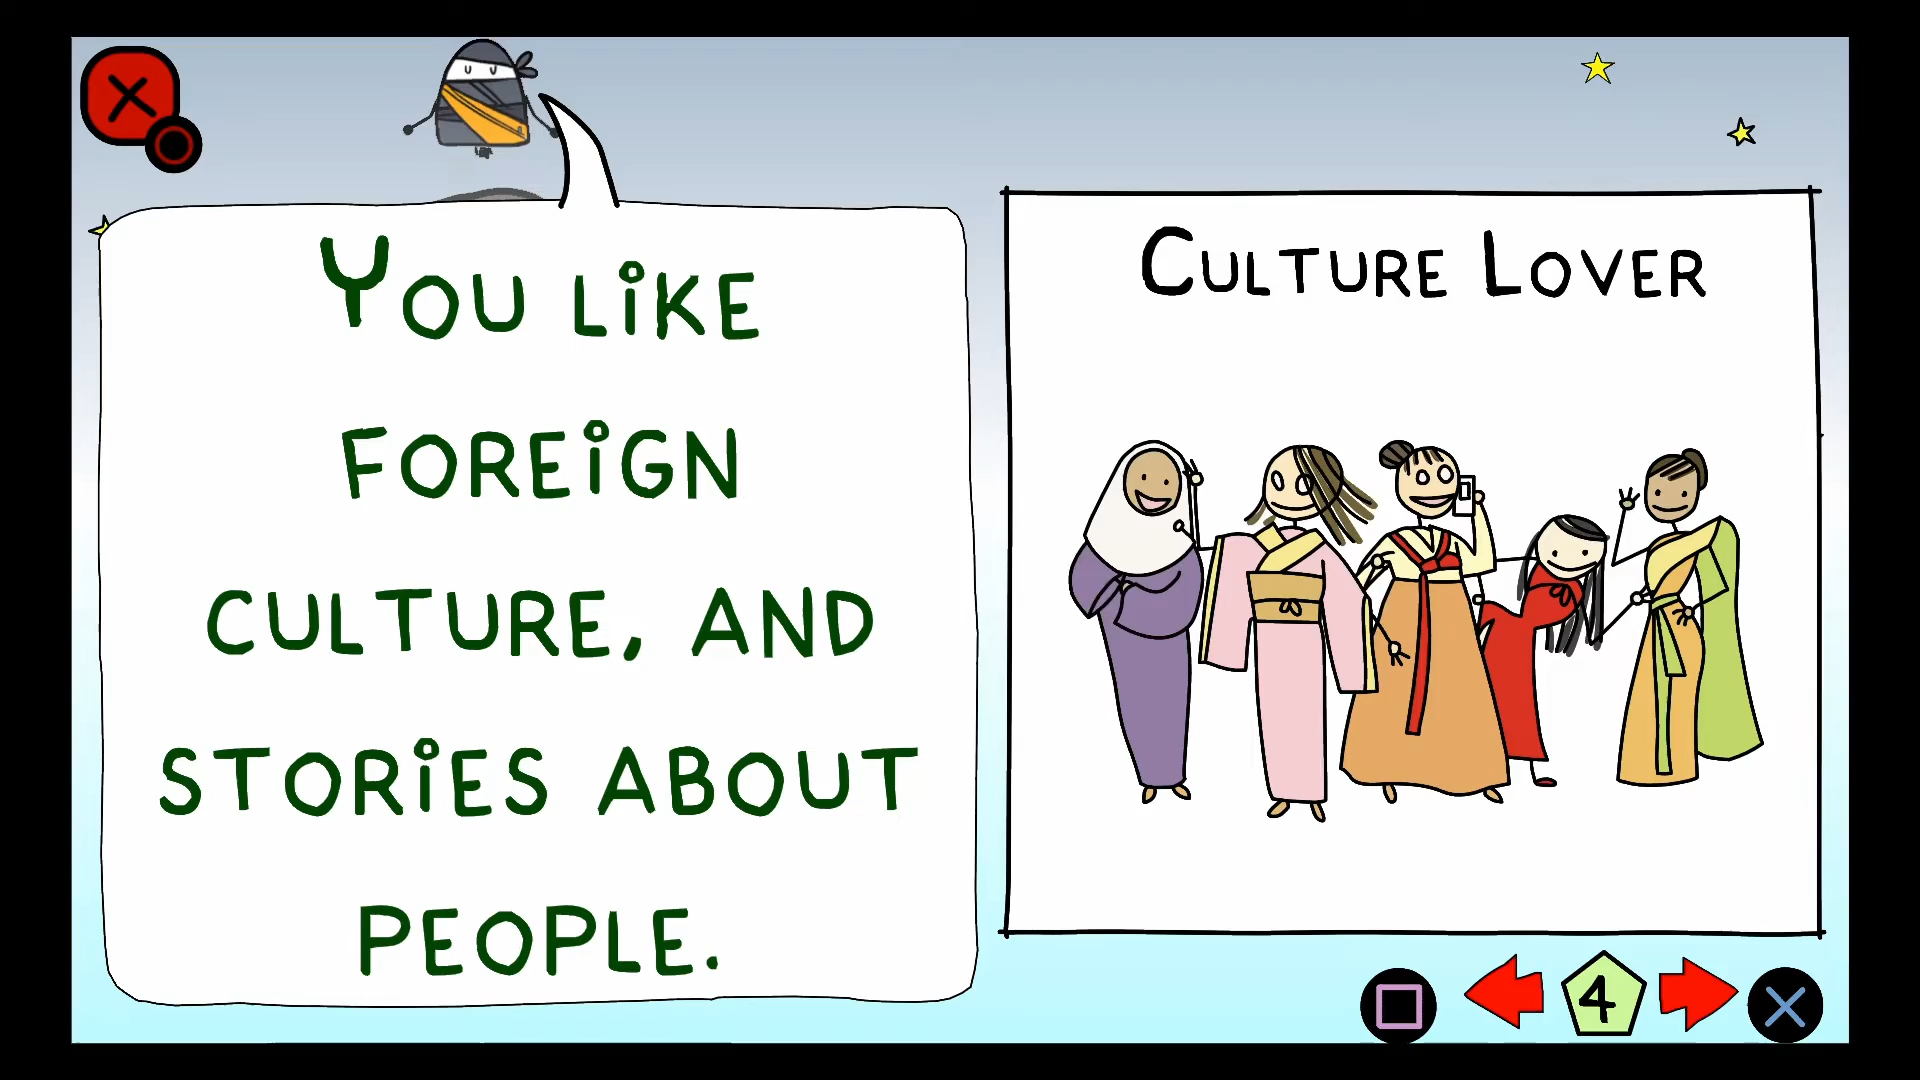 You like
foreign
culture, and
stories about
people.
Culture Lover
4